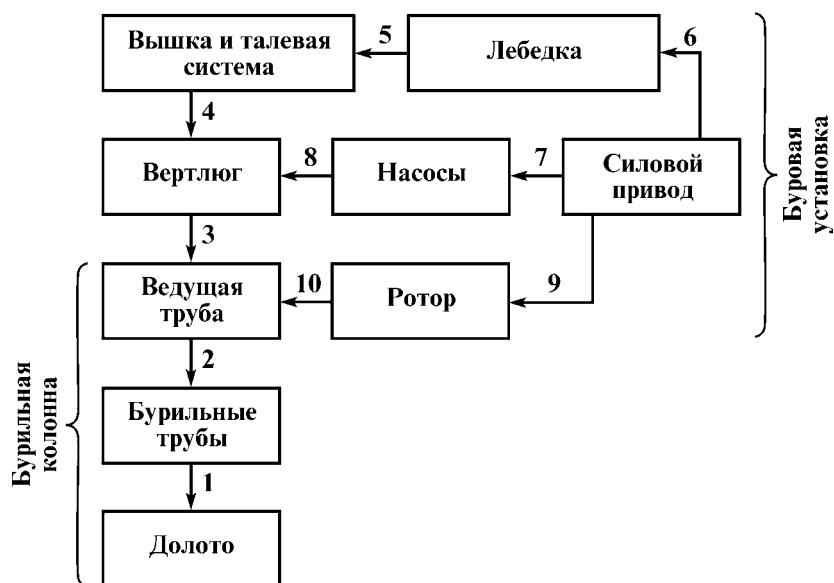 Вышка и талевая
система
5
Лебедка
6
4
Вертлюг
8
Насосы
7
Силовой
привод
Буровая
установка
3
Ведущая
труба
10
Ротор
9
2
Бурильные
трубы
Бурильная
колонна
1
Долото